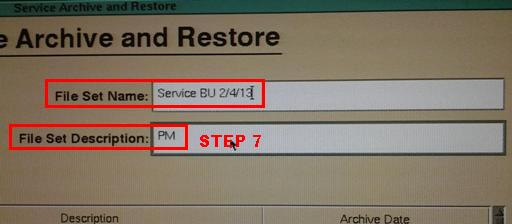 Service Archive and Restore
e Archive and Restore
File Set Name: Service BU 2/4/13
File Set Description: PM
STEP 7
Description Archive Date